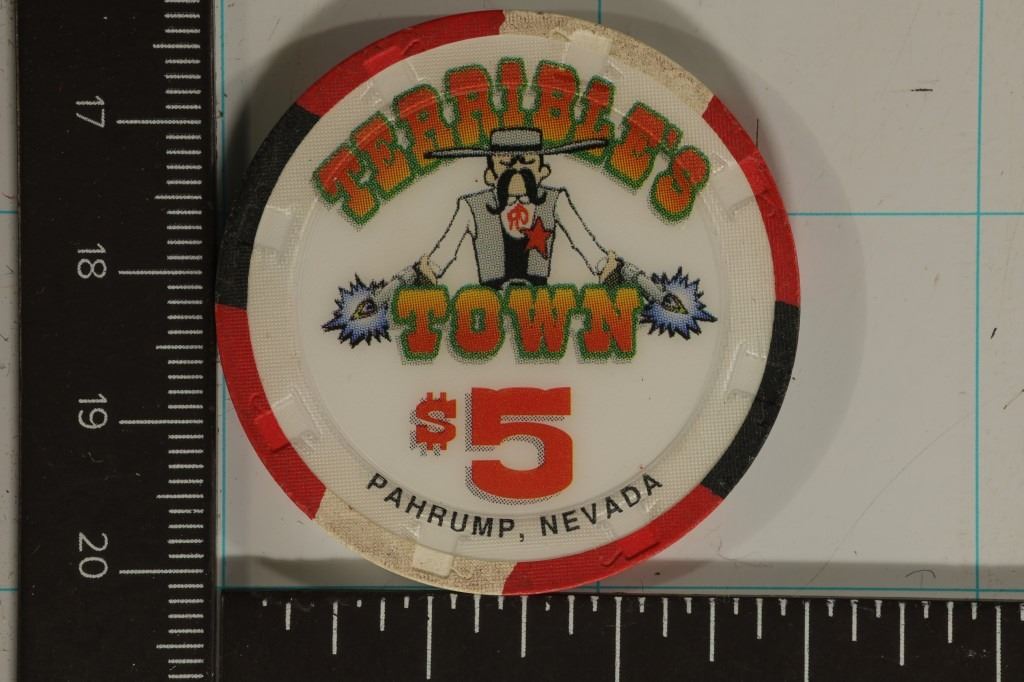 TERRIBLE'S
TOWN
$5
PAHRUMP, NEVADA
17
18
19
20